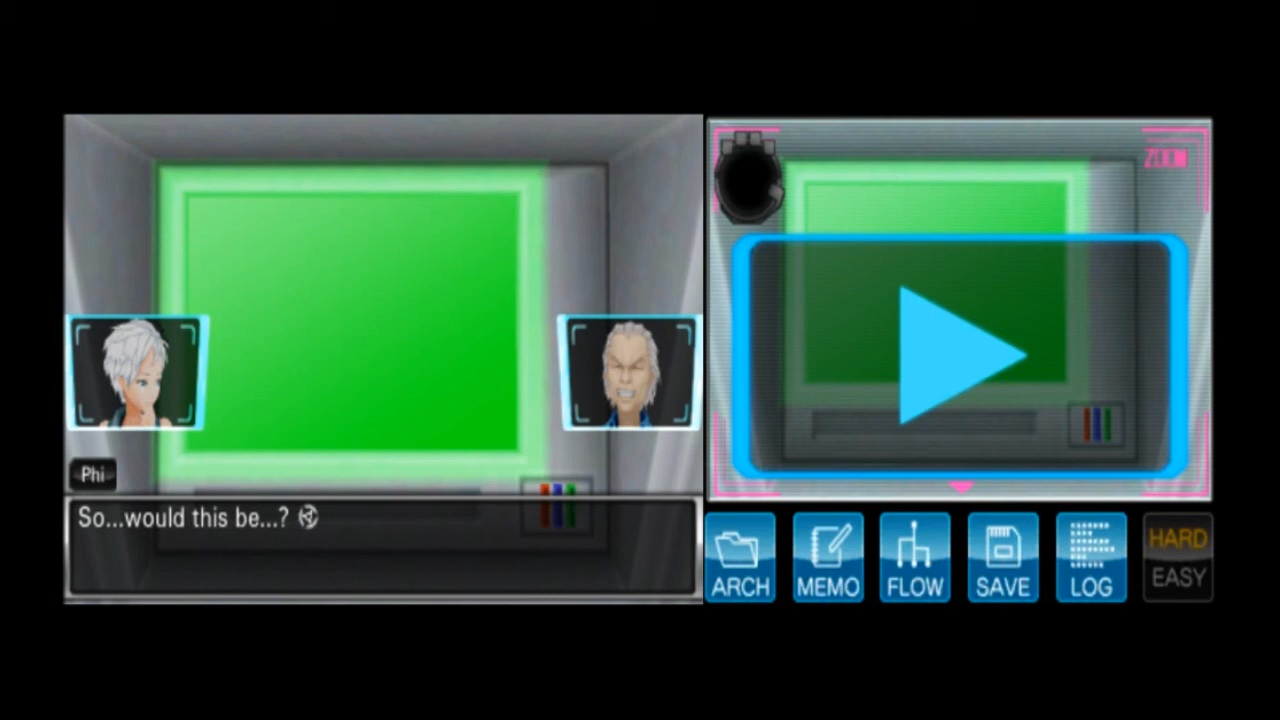 Phi
So...would this be...?
ZOOM
ARCH
MEMO
FLOW
SAVE
LOG
HARD
EASY